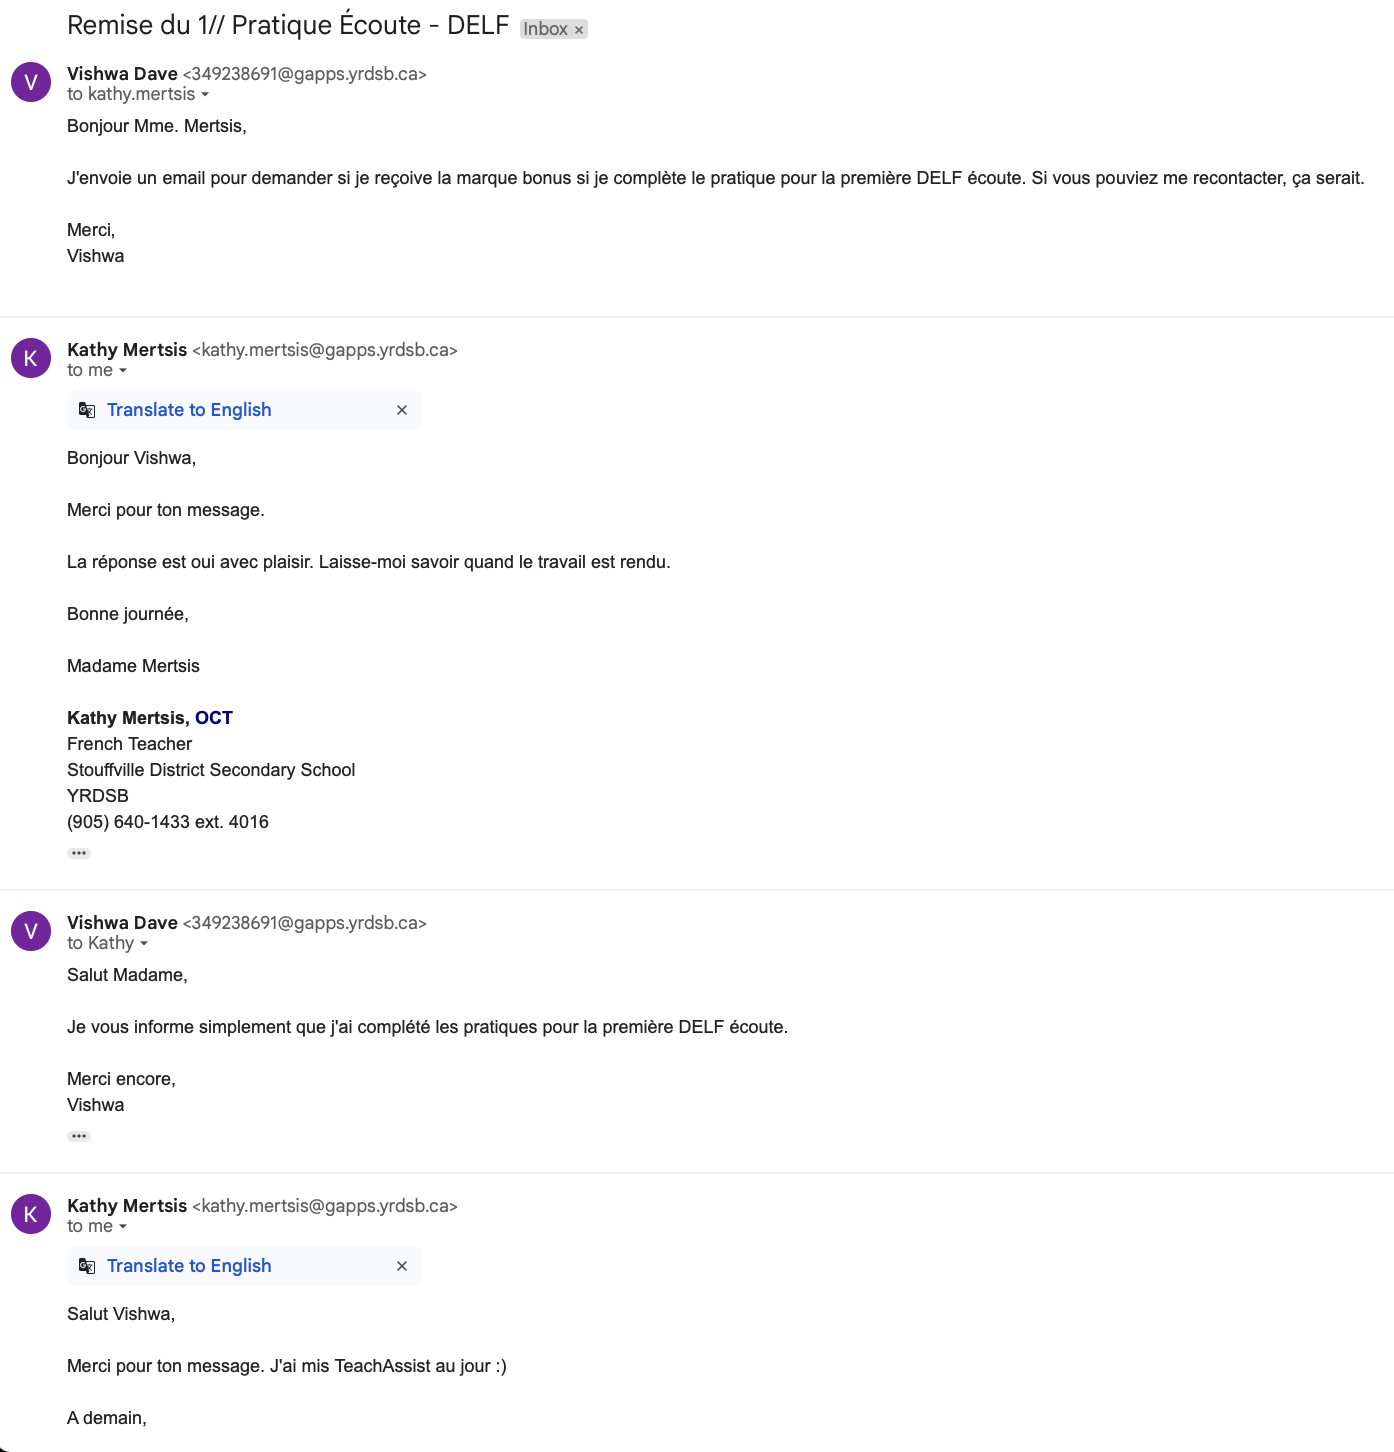 Remise du 1// Pratique Écoute - DELF Inbox ×
V
Vishwa Dave <349238691@gapps.yrdsb.ca>
to kathy.mertsis
Bonjour Mme. Mertsis,
J'envoie un email pour demander si je reçoive la marque bonus si je complète le pratique pour la première DELF écoute. Si vous pouviez me recontacter, ça serait.
Merci,
Vishwa
K
Kathy Mertsis <kathy.mertsis@gapps.yrdsb.ca>
to me
Translate to English ×
Bonjour Vishwa,
Merci pour ton message.
La réponse est oui avec plaisir. Laisse-moi savoir quand le travail est rendu.
Bonne journée,
Madame Mertsis
Kathy Mertsis, OCT
French Teacher
Stouffville District Secondary School
YRDSB
(905) 640-1433 ext. 4016
V
Vishwa Dave <349238691@gapps.yrdsb.ca>
to Kathy
Salut Madame,
Je vous informe simplement que j'ai complété les pratiques pour la première DELF écoute.
Merci encore,
Vishwa
K
Kathy Mertsis <kathy.mertsis@gapps.yrdsb.ca>
to me
Translate to English ×
Salut Vishwa,
Merci pour ton message. J'ai mis TeachAssist au jour :)
A demain,